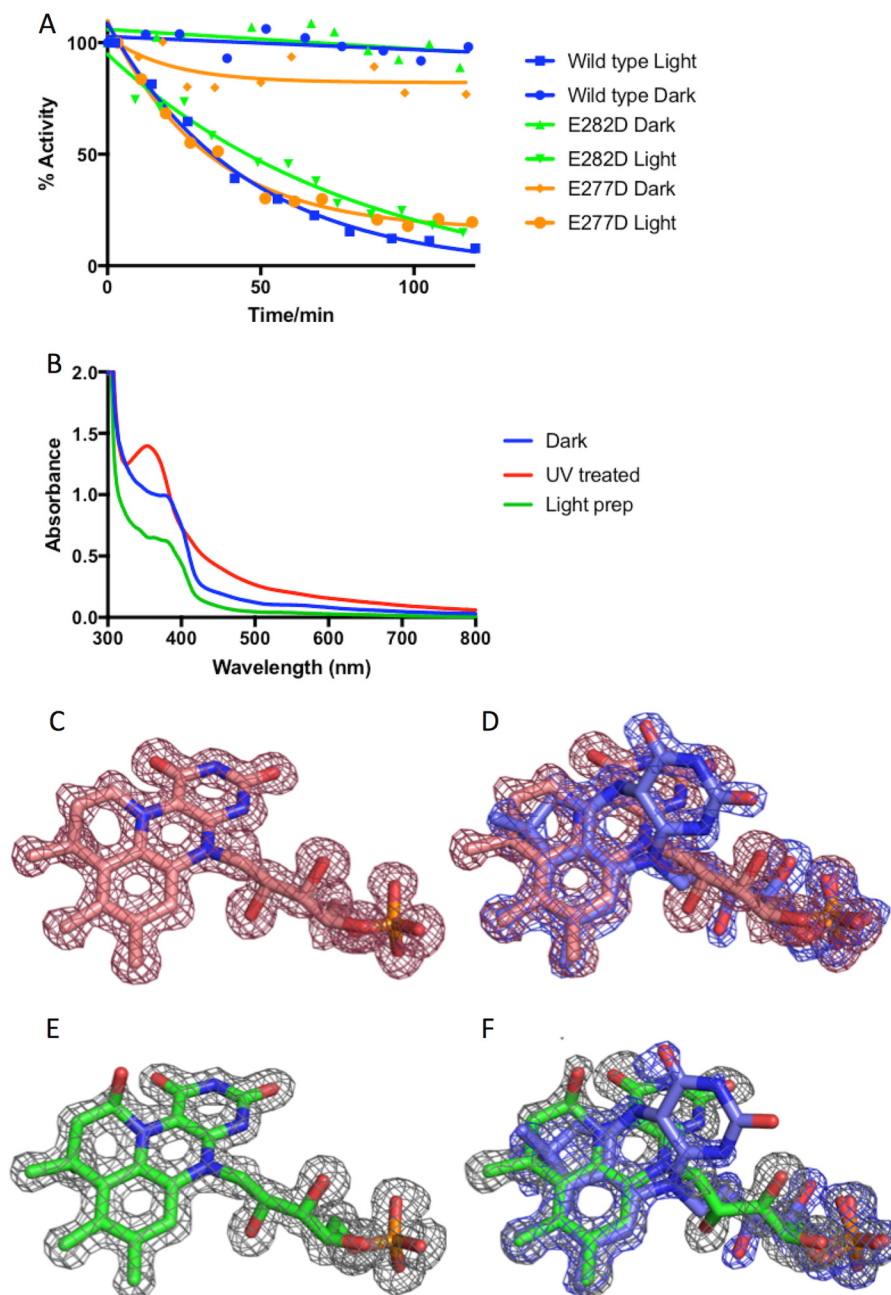 A
% Activity
100
50
0
0
50
100
Time/min
Wild type Light
Wild type Dark
E282D Dark
E282D Light
E277D Dark
E277D Light
B
Absorbance
2.0
1.5
1.0
0.5
0.0
300
400
500
600
700
800
Wavelength (nm)
Dark
UV treated
Light prep
C
D
E
F